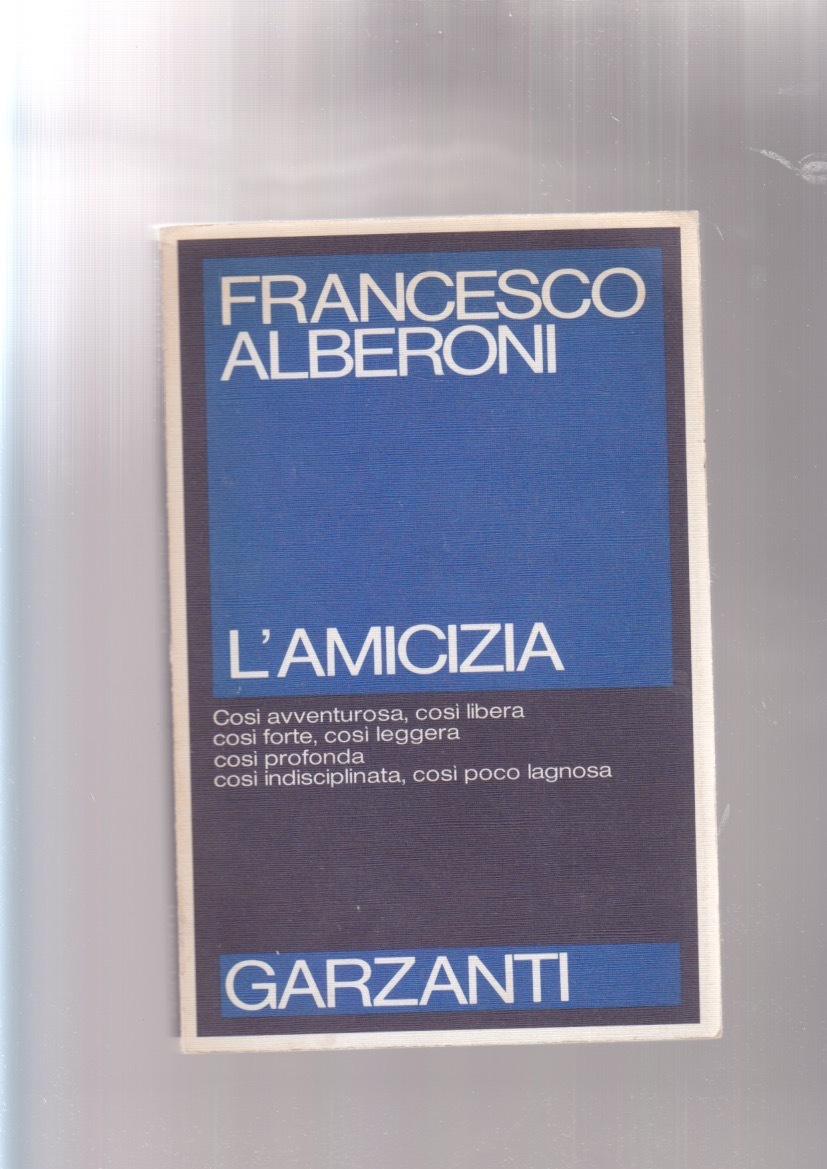 FRANCESCO
ALBERONI
L'AMICIZIA
Così avventurosa, così libera
così forte, così leggera
così profonda
così indisciplinata, così poco lagnosa
GARZANTI